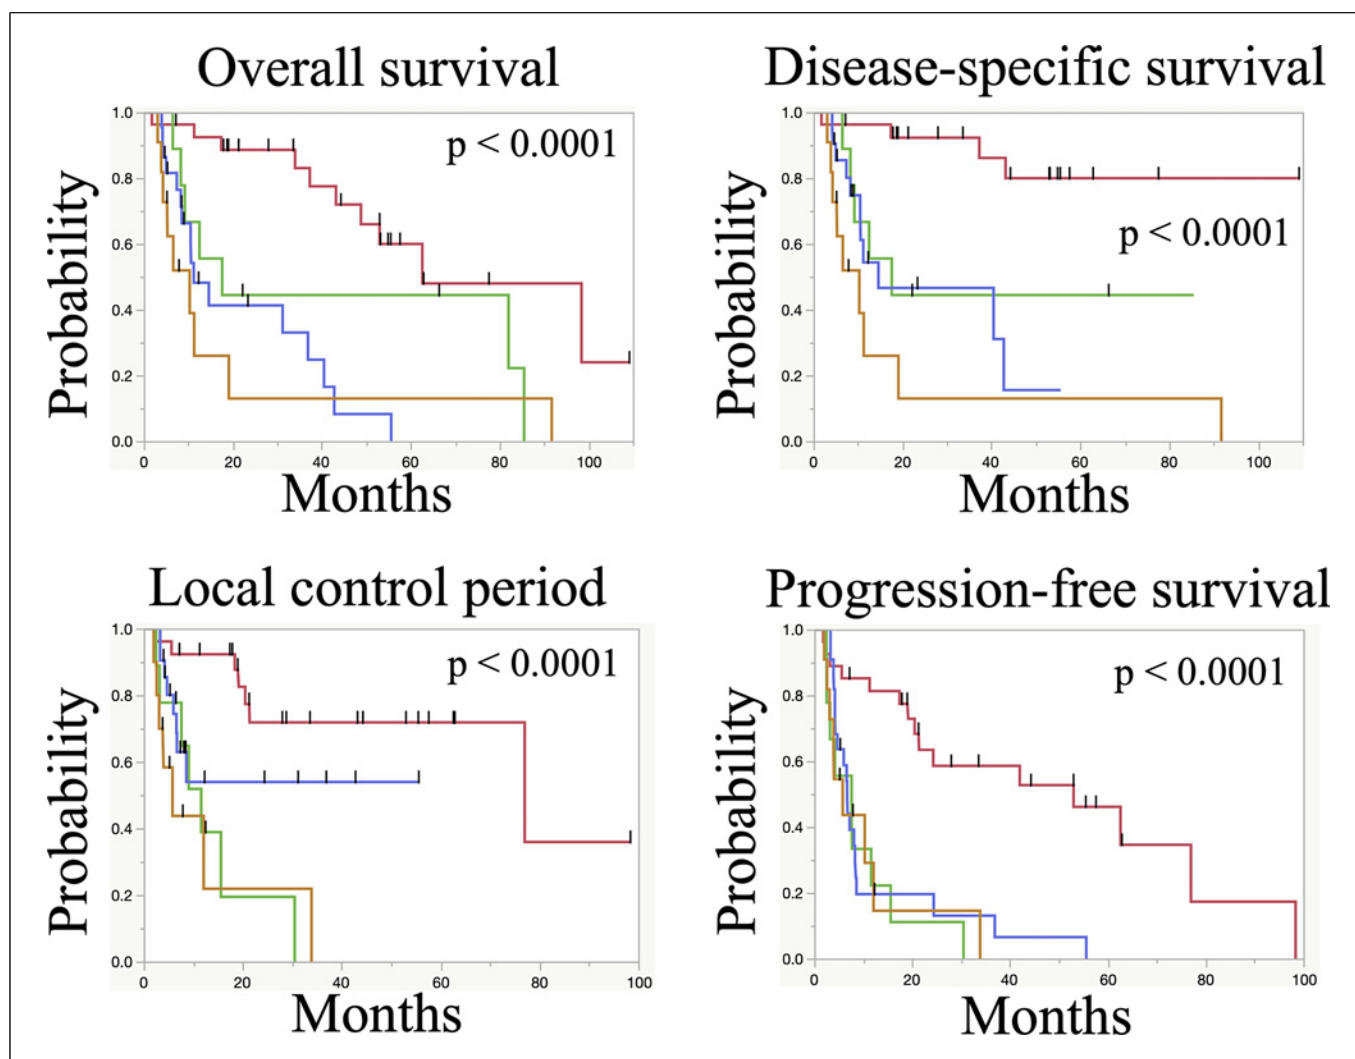 Overall survival
Disease-specific survival
p < 0.0001
p < 0.0001
Probability
1.0
0.8
0.6
0.4
0.2
0.0
0 20 40 60 80 100
Months
Probability
1.0
0.8
0.6
0.4
0.2
0.0
0 20 40 60 80 100
Months
Local control period
Progression-free survival
p < 0.0001
p < 0.0001
Probability
1.0
0.8
0.6
0.4
0.2
0.0
0 20 40 60 80 100
Months
Probability
1.0
0.8
0.6
0.4
0.2
0.0
0 20 40 60 80 100
Months